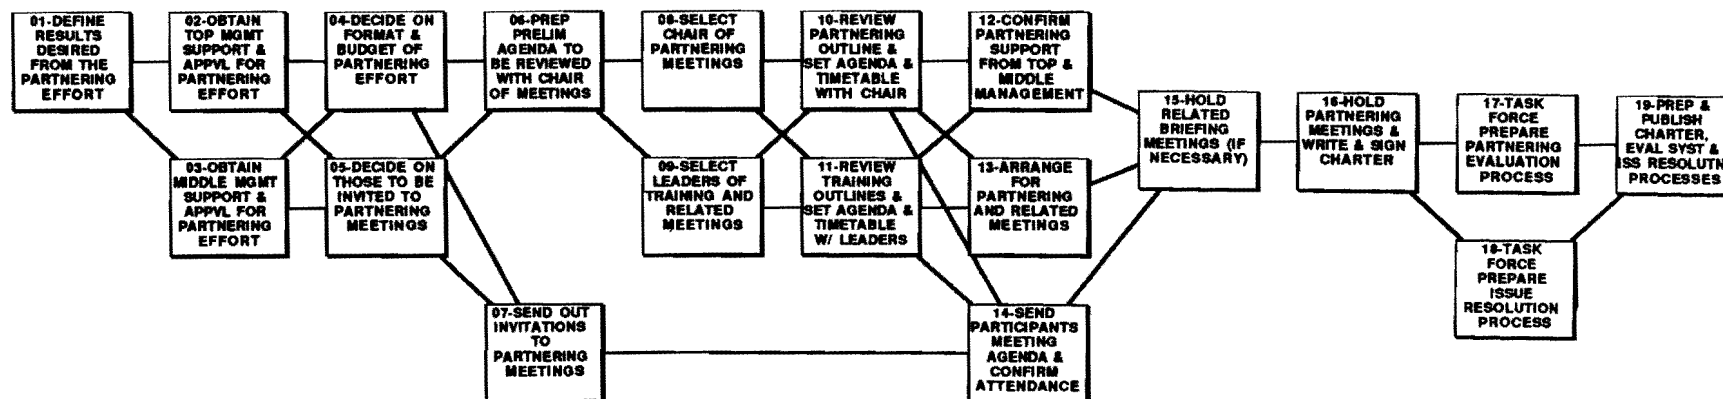 01-DEFINE
RESULTS
DESIRED
FROM THE
PARTNERING
EFFORT
02-OBTAIN
TOP MGMT
SUPPORT &
APPVL FOR
PARTNERING
EFFORT
03-OBTAIN
MIDDLE MGMT
SUPPORT &
APPVL FOR
PARTNERING
EFFORT
04-DECIDE ON
FORMAT &
BUDGET OF
PARTNERING
EFFORT
05-DECIDE ON
THOSE TO BE
INVITED TO
PARTNERING
MEETINGS
06-PREP
PRELIM
AGENDA TO
BE REVIEWED
WITH CHAIR
OF MEETINGS
07-SEND OUT
INVITATIONS
TO
PARTNERING
MEETINGS
08-SELECT
CHAIR OF
PARTNERING
MEETINGS
09-SELECT
LEADERS OF
TRAINING AND
RELATED
MEETINGS
10-REVIEW
PARTNERING
OUTLINE &
SET AGENDA &
TIMETABLE
WITH CHAIR
11-REVIEW
TRAINING
OUTLINES &
SET AGENDA &
TIMETABLE
W/ LEADERS
12-CONFIRM
PARTNERING
SUPPORT
FROM TOP &
MIDDLE
MANAGEMENT
13-ARRANGE
FOR
PARTNERING
AND RELATED
MEETINGS
14-SEND
PARTICIPANTS
MEETING
AGENDA &
CONFIRM
ATTENDANCE
15-HOLD
RELATED
BRIEFING
MEETINGS (IF
NECESSARY)
16-HOLD
PARTNERING
MEETINGS &
WRITE & SIGN
CHARTER
17-TASK
FORCE
PREPARE
PARTNERING
EVALUATION
PROCESS
18-TASK
FORCE
PREPARE
ISSUE
RESOLUTION
PROCESS
19-PREP &
PUBLISH
CHARTER,
EVAL SYST &
ISS RESOLUTN
PROCESSES